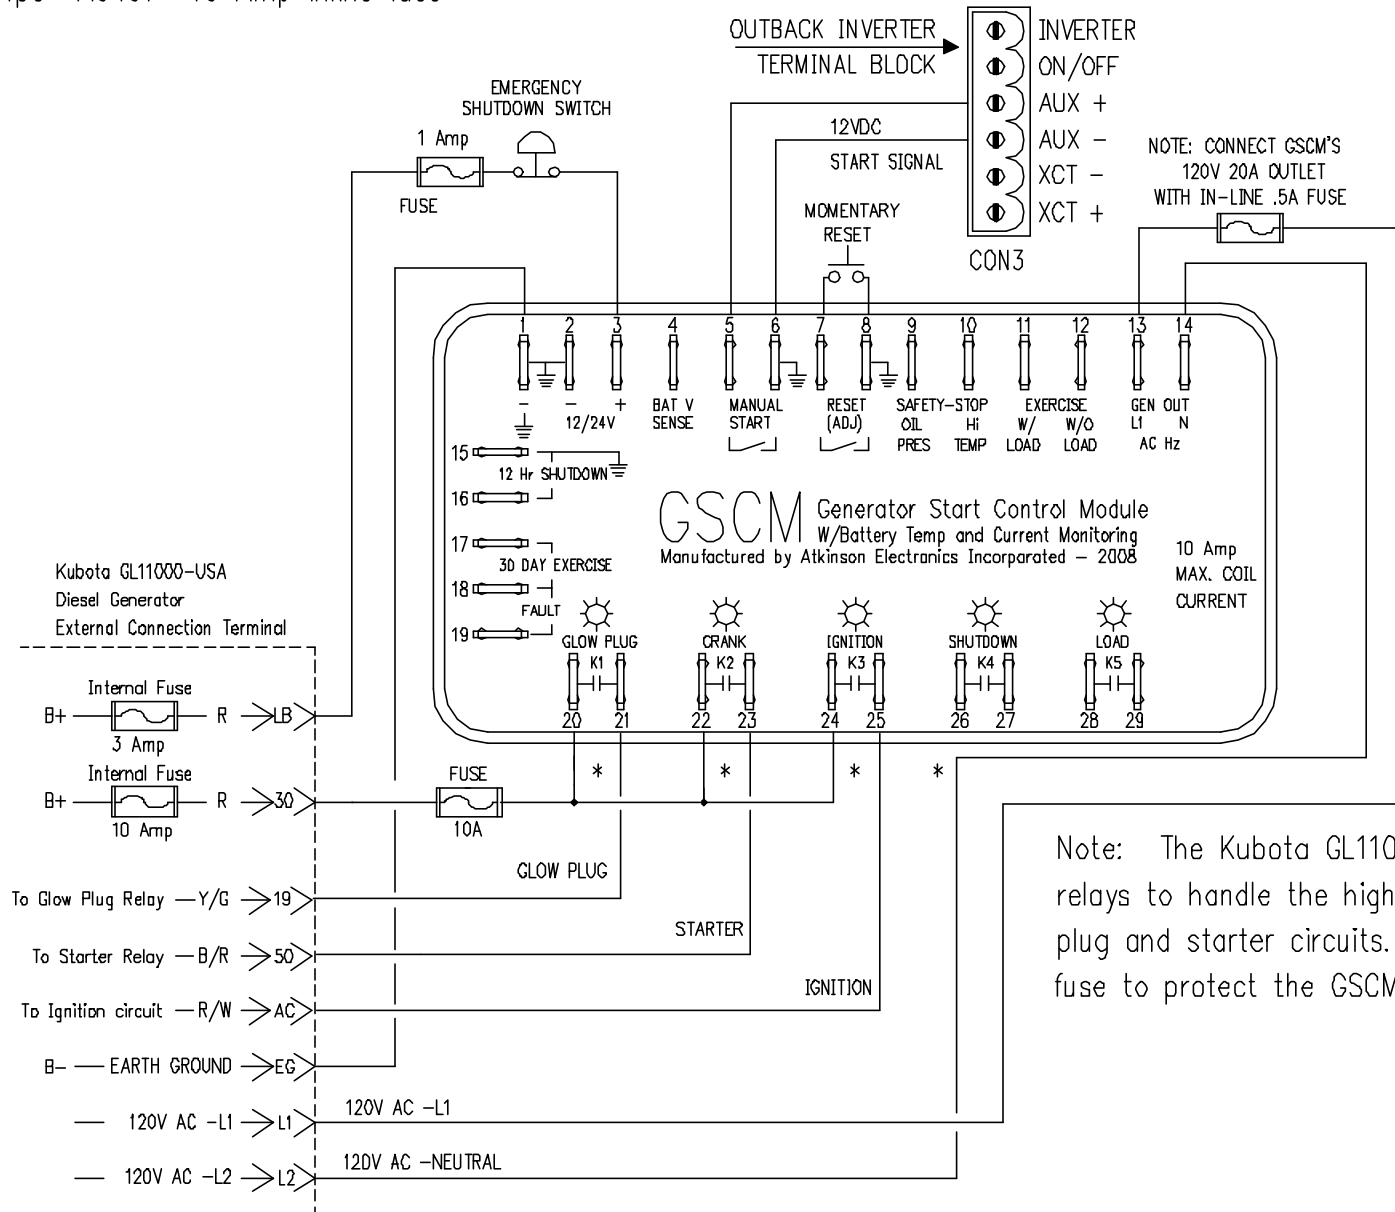 10 Amp inline fuse
OUTBACK INVERTER
TERMINAL BLOCK
INVERTER
ON/OFF
AUX +
AUX -
XCT -
XCT +
CON3
EMERGENCY
SHUTDOWN SWITCH
1 Amp
FUSE
12VDC
START SIGNAL
MOMENTARY
RESET
NOTE: CONNECT GSCM'S
120V 20A OUTLET
WITH IN-LINE .5A FUSE
1 2 3 4 5 6 7 8 9 10 11 12 13 14
- - +
12/24V
BAT V
SENSE
MANUAL
START
RESET
(ADJ)
SAFETY-STOP
OIL
PRES
Hi
TEMP
EXERCISE
W/
LOAD
W/O
LOAD
GEN OUT
L1 N
AC Hz
15
12 Hr SHUTDOWN
16
17
30 DAY EXERCISE
18
FAULT
19
GSCM Generator Start Control Module
W/Battery Temp and Current Monitoring
Manufactured by Atkinson Electronics Incorporated - 2008
10 Amp
MAX. COIL
CURRENT
GLOW PLUG
K1
CRANK
K2
IGNITION
K3
SHUTDOWN
K4
LOAD
K5
20 21 22 23 24 25 26 27 28 29
* * * *
Kubota GL11000-USA
Diesel Generator
External Connection Terminal
Internal Fuse
B+ R LB
3 Amp
Internal Fuse
B+ R 30
10 Amp
FUSE
10A
To Glow Plug Relay — Y/G 19
GLOW PLUG
To Starter Relay — B/R 50
STARTER
To Ignition circuit — R/W AC
IGNITION
B- — EARTH GROUND EG
— 120V AC -L1 L1
120V AC -L1
— 120V AC -L2 L2
120V AC -NEUTRAL
Note: The Kubota GL110
relays to handle the high
plug and starter circuits.
fuse to protect the GSCM